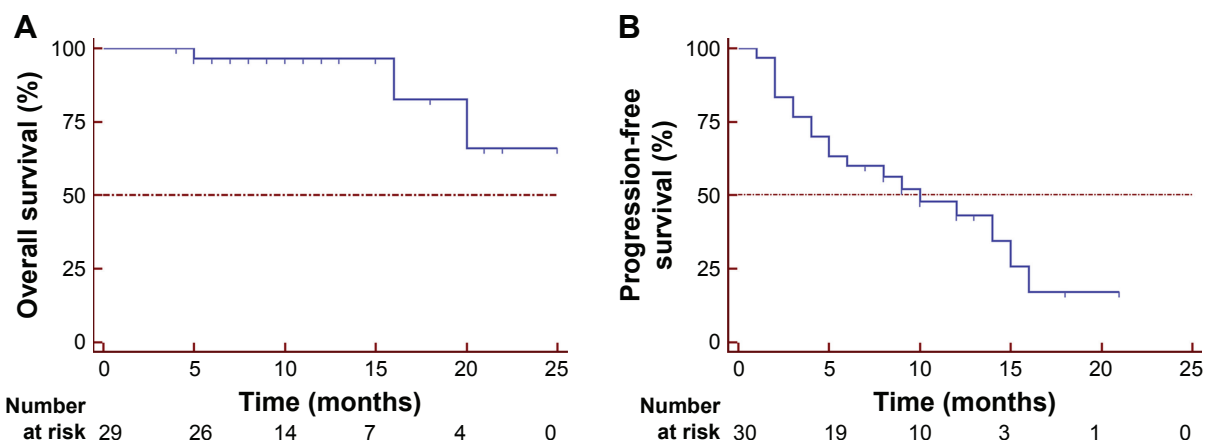 A
Overall survival (%)
100
75
50
25
0
0 5 10 15 20 25
Time (months)
Number
at risk 29 26 14 7 4 0
B
Progression-free
survival (%)
100
75
50
25
0
0 5 10 15 20 25
Time (months)
Number
at risk 30 19 10 3 1 0